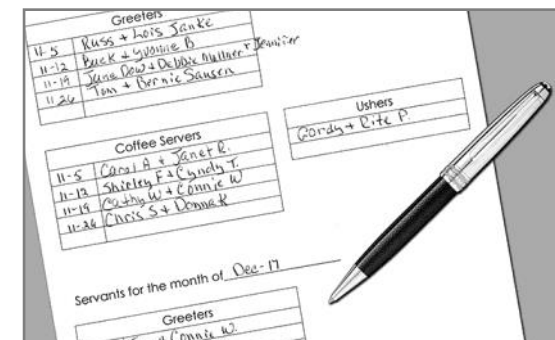 Greeters
11-5 Russ + Lois Janke
11-12 Buck + Yvonne B
11-19 Jane Dow + Debbie Mullner + Jennifer
11-26 Tom + Bernie Sansen
Ushers
Gordy + Rita P.
Coffee Servers
11-5 Carol A + Janet R.
11-12 Shirley F + Cyndy T.
11-19 Cathy W + Connie W
11-26 Chris S + Donna K
Servants for the month of Dec-17
Greeters
Connie W.